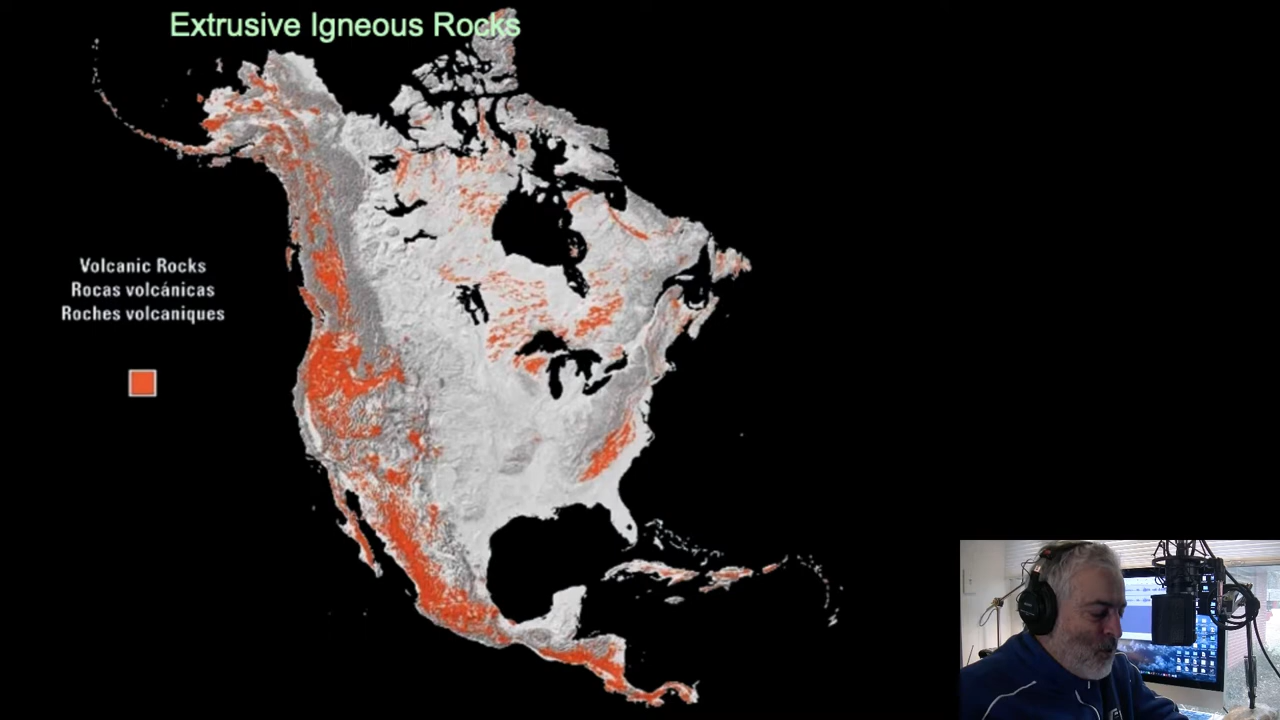 Extrusive Igneous Rocks
Volcanic Rocks
Rocas volcánicas
Roches volcaniques